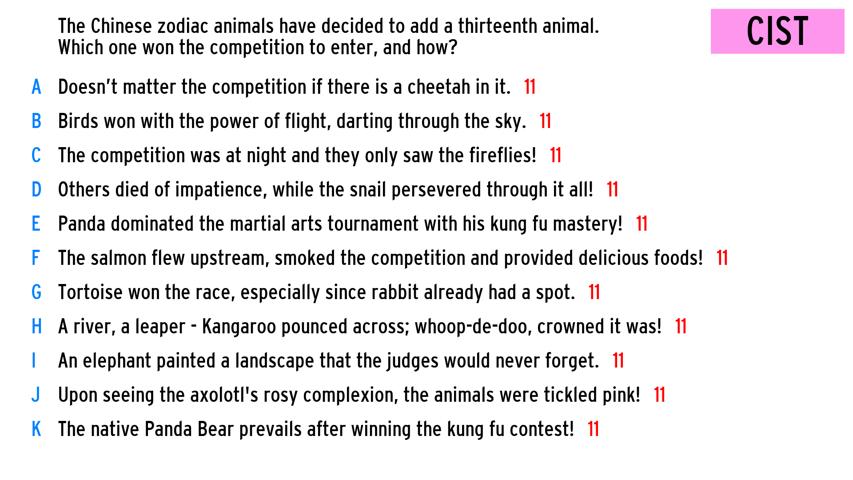 The Chinese zodiac animals have decided to add a thirteenth animal.
Which one won the competition to enter, and how?
CIST
A Doesn't matter the competition if there is a cheetah in it. 11
B Birds won with the power of flight, darting through the sky. 11
C The competition was at night and they only saw the fireflies! 11
D Others died of impatience, while the snail persevered through it all! 11
E Panda dominated the martial arts tournament with his kung fu mastery! 11
F The salmon flew upstream, smoked the competition and provided delicious foods! 11
G Tortoise won the race, especially since rabbit already had a spot. 11
H A river, a leaper - Kangaroo pounced across; whoop-de-doo, crowned it was! 11
I An elephant painted a landscape that the judges would never forget. 11
J Upon seeing the axolotl's rosy complexion, the animals were tickled pink! 11
K The native Panda Bear prevails after winning the kung fu contest! 11